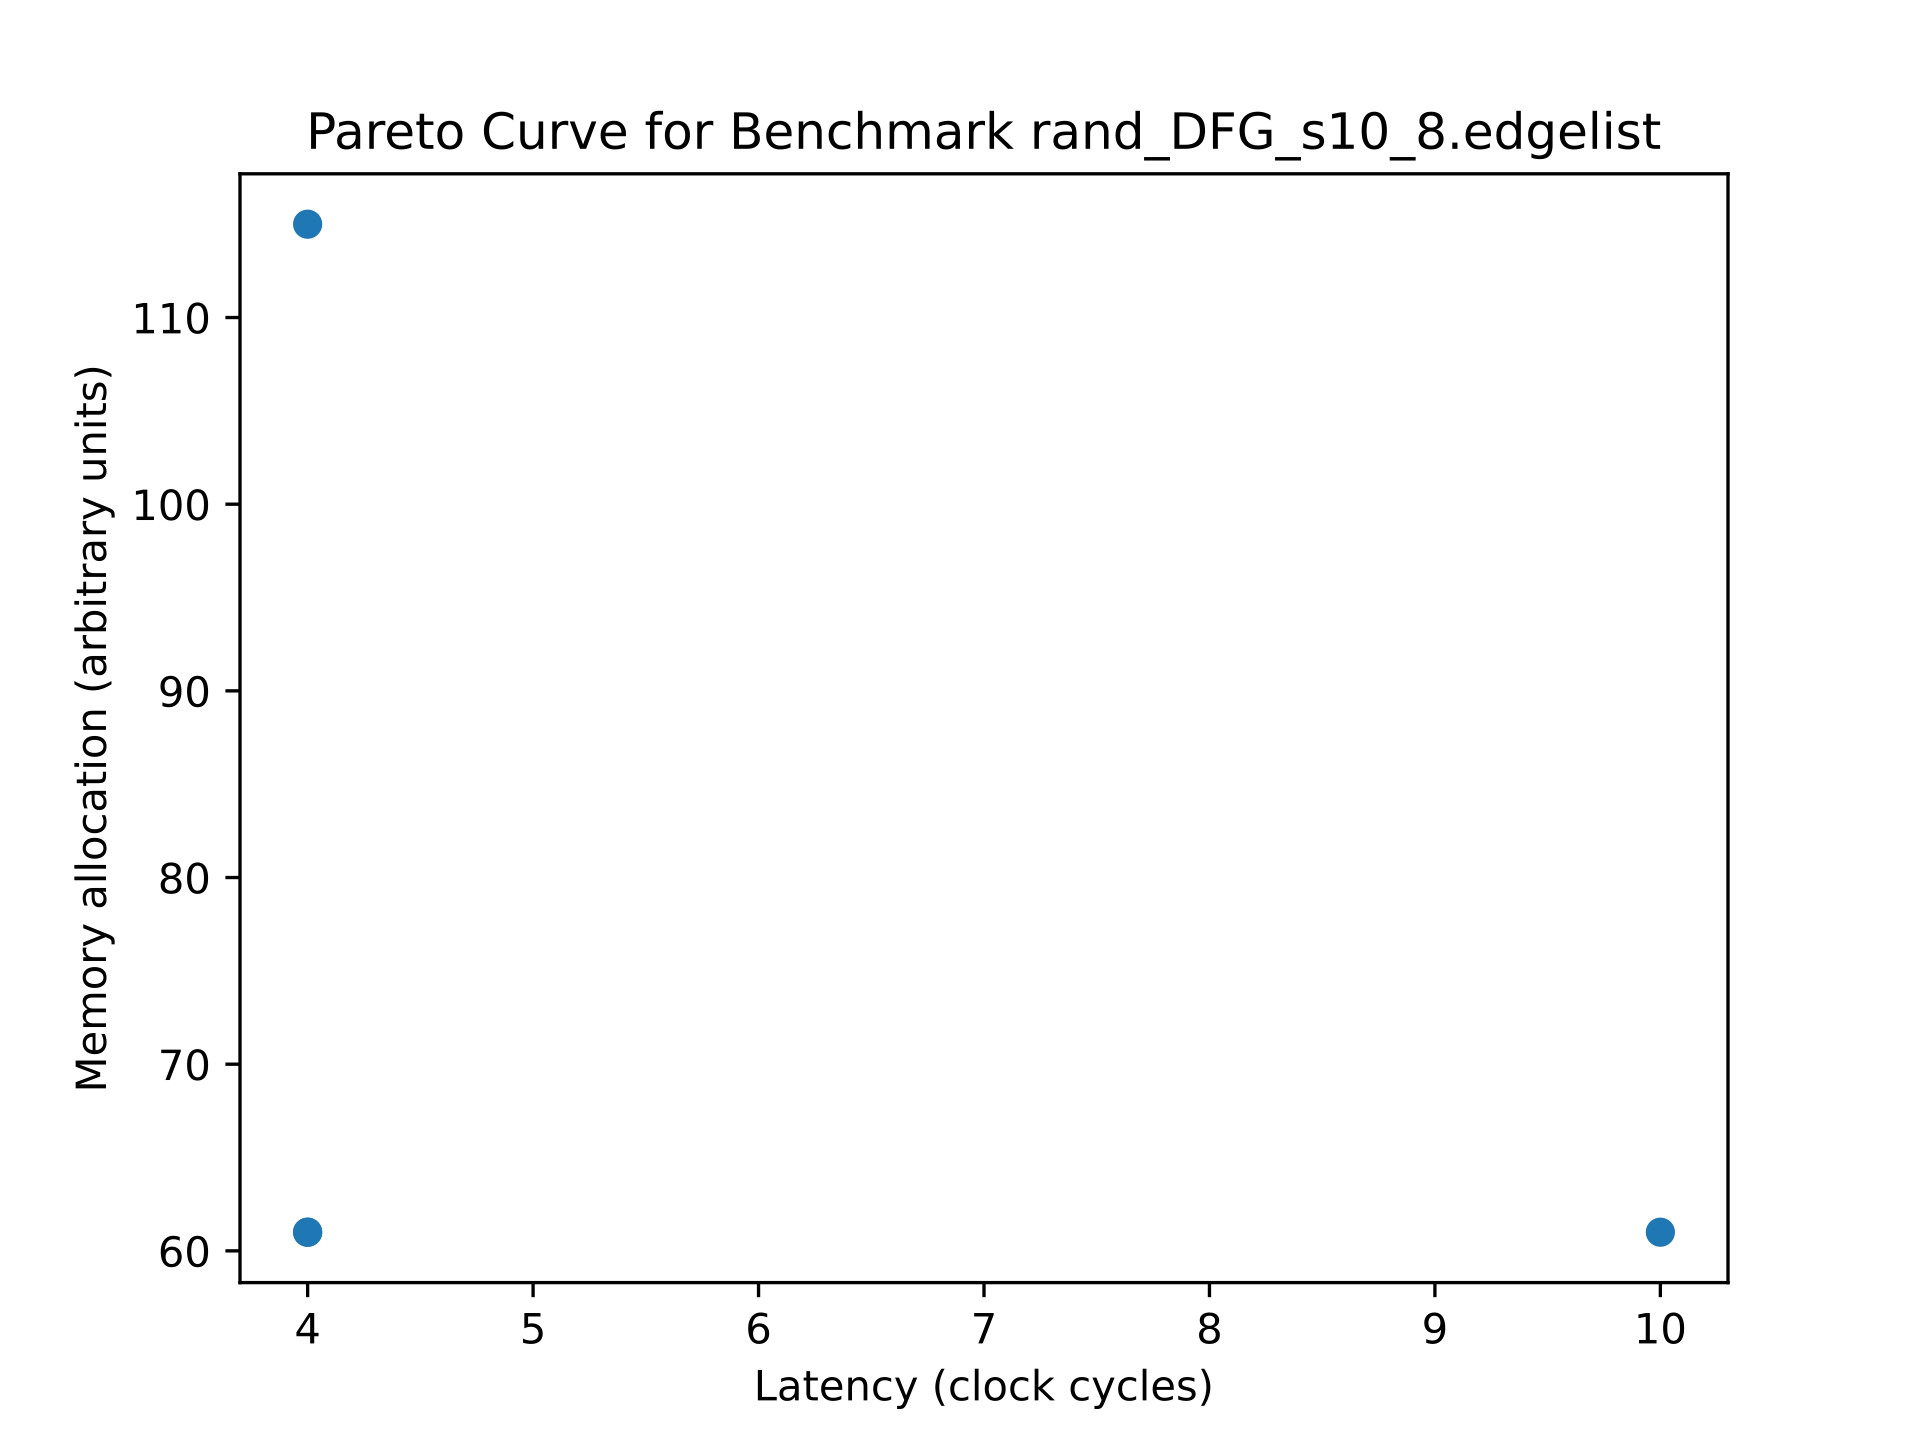 Pareto Curve for Benchmark rand_DFG_s10_8.edgelist
Memory allocation (arbitrary units)
110
100
90
80
70
60
4 5 6 7 8 9 10
Latency (clock cycles)